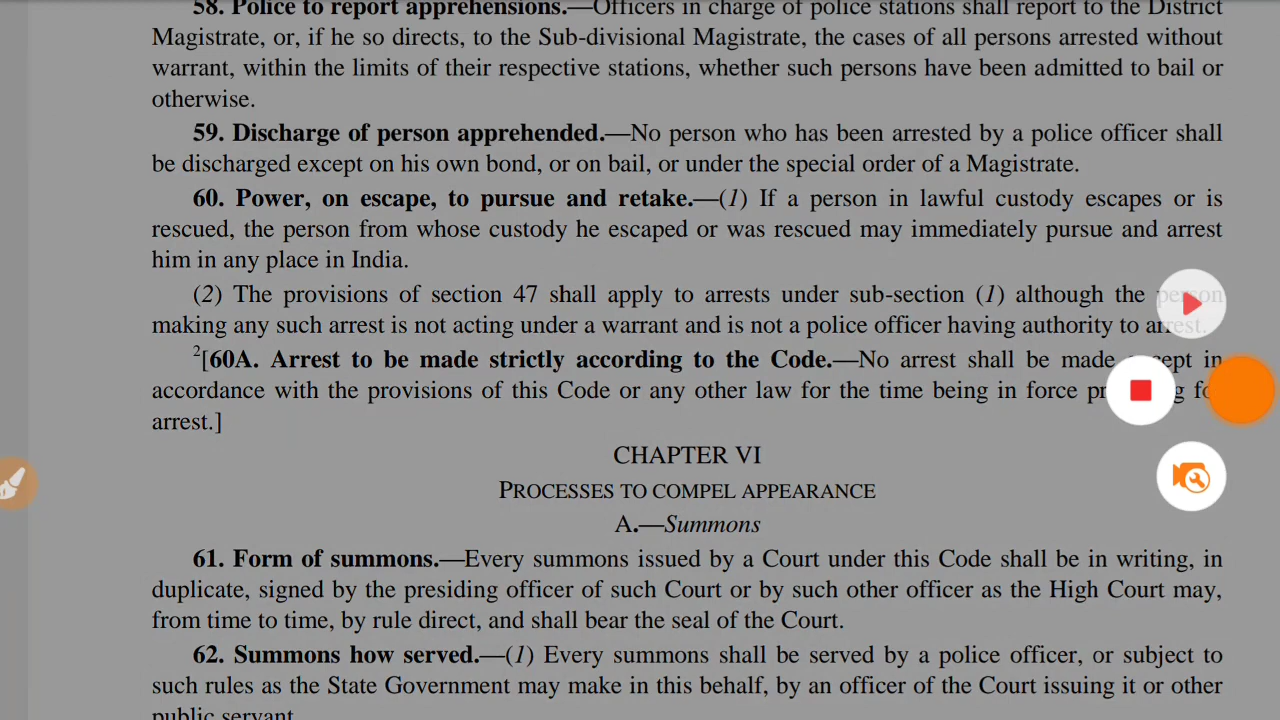 58. Police to report apprehensions.—Officers in charge of police stations shall report to the District
Magistrate, or, if he so directs, to the Sub-divisional Magistrate, the cases of all persons arrested without
warrant, within the limits of their respective stations, whether such persons have been admitted to bail or
otherwise.
59. Discharge of person apprehended.—No person who has been arrested by a police officer shall
be discharged except on his own bond, or on bail, or under the special order of a Magistrate.
60. Power, on escape, to pursue and retake.—(1) If a person in lawful custody escapes or is
rescued, the person from whose custody he escaped or was rescued may immediately pursue and arrest
him in any place in India.
(2) The provisions of section 47 shall apply to arrests under sub-section (1) although the person
making any such arrest is not acting under a warrant and is not a police officer having authority to arrest.
2[60A. Arrest to be made strictly according to the Code.—No arrest shall be made except in
accordance with the provisions of this Code or any other law for the time being in force
arrest.]
CHAPTER VI
PROCESSES TO COMPEL APPEARANCE
A.—Summons
61. Form of summons.—Every summons issued by a Court under this Code shall be in writing, in
duplicate, signed by the presiding officer of such Court or by such other officer as the High Court may,
from time to time, by rule direct, and shall bear the seal of the Court.
62. Summons how served.—(1) Every summons shall be served by a police officer, or subject to
such rules as the State Government may make in this behalf, by an officer of the Court issuing it or other
public servant